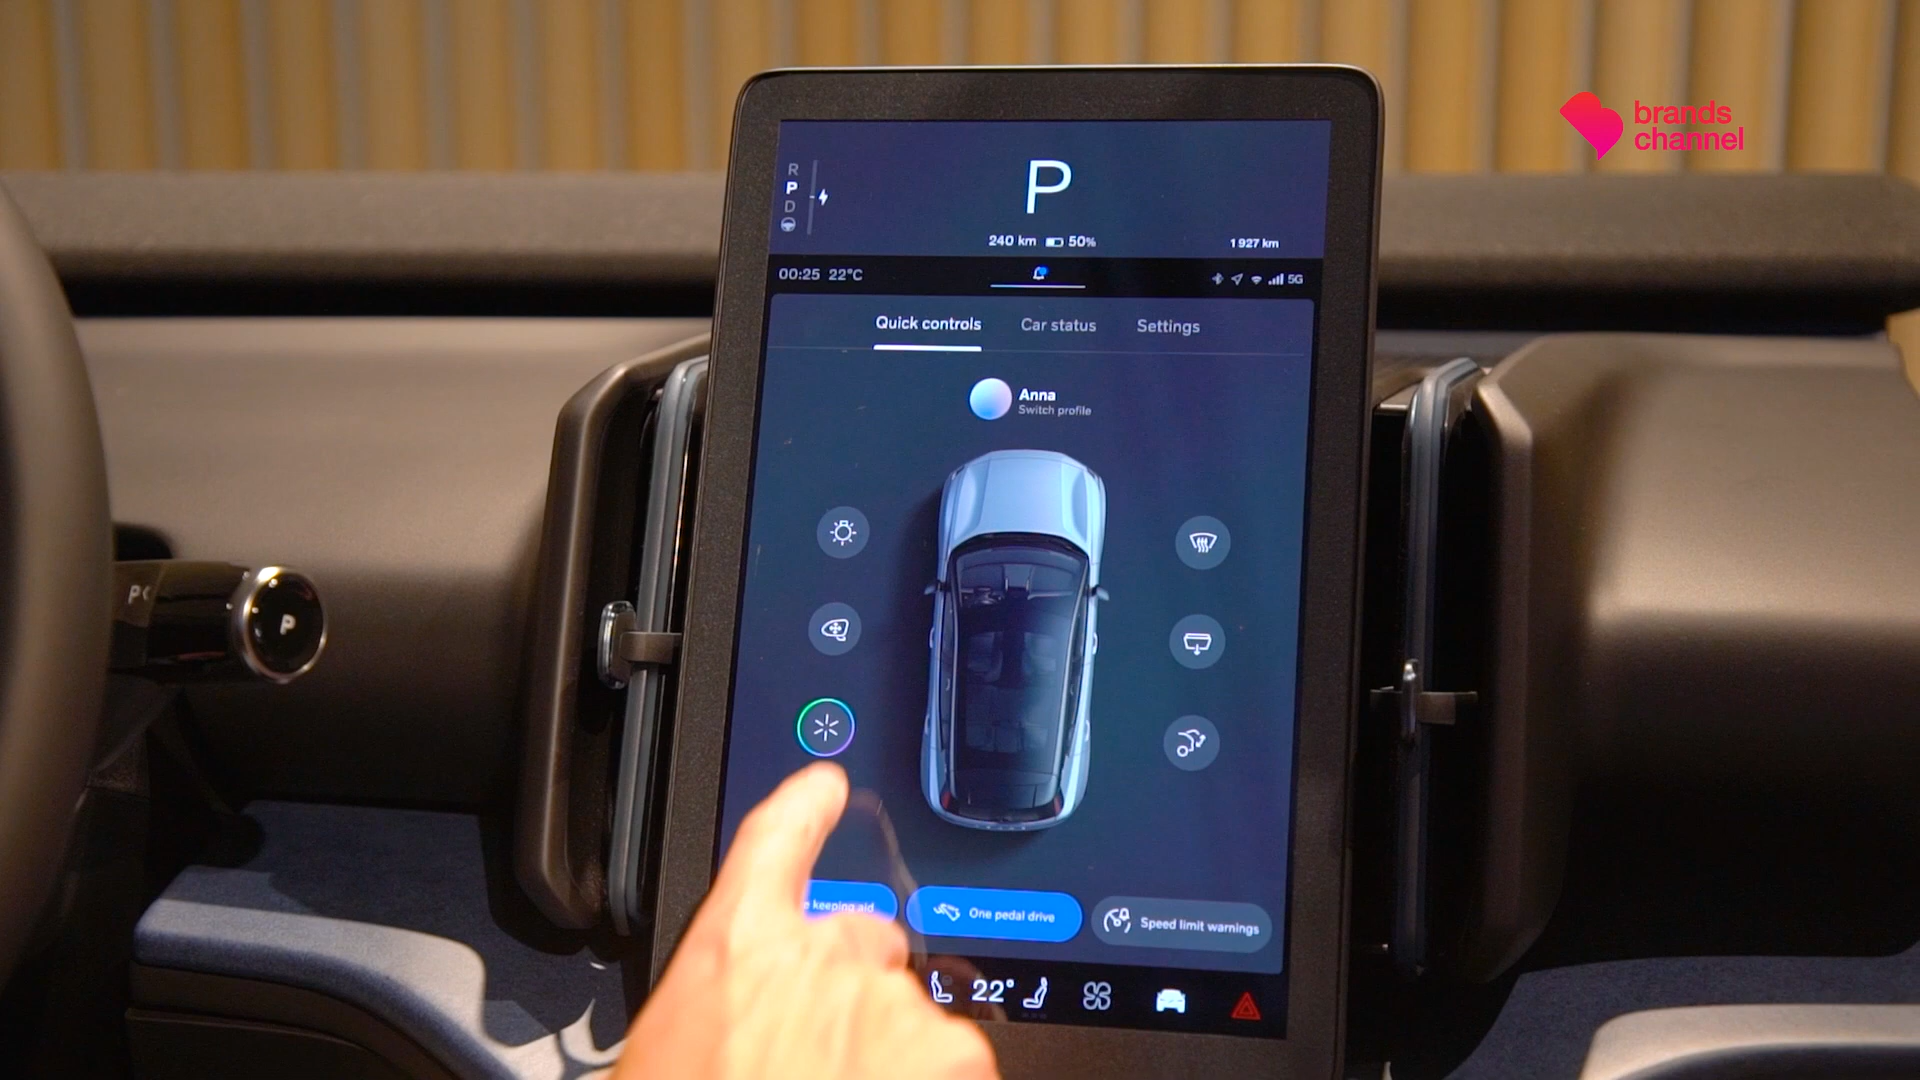 brands
channel
R
P
D
P
240 km 50%
1 927 km
00:25 22°C
5G
Quick controls Car status Settings
Anna
Switch profile
P
P
keeping aid
One pedal drive
Speed limit warnings
22°